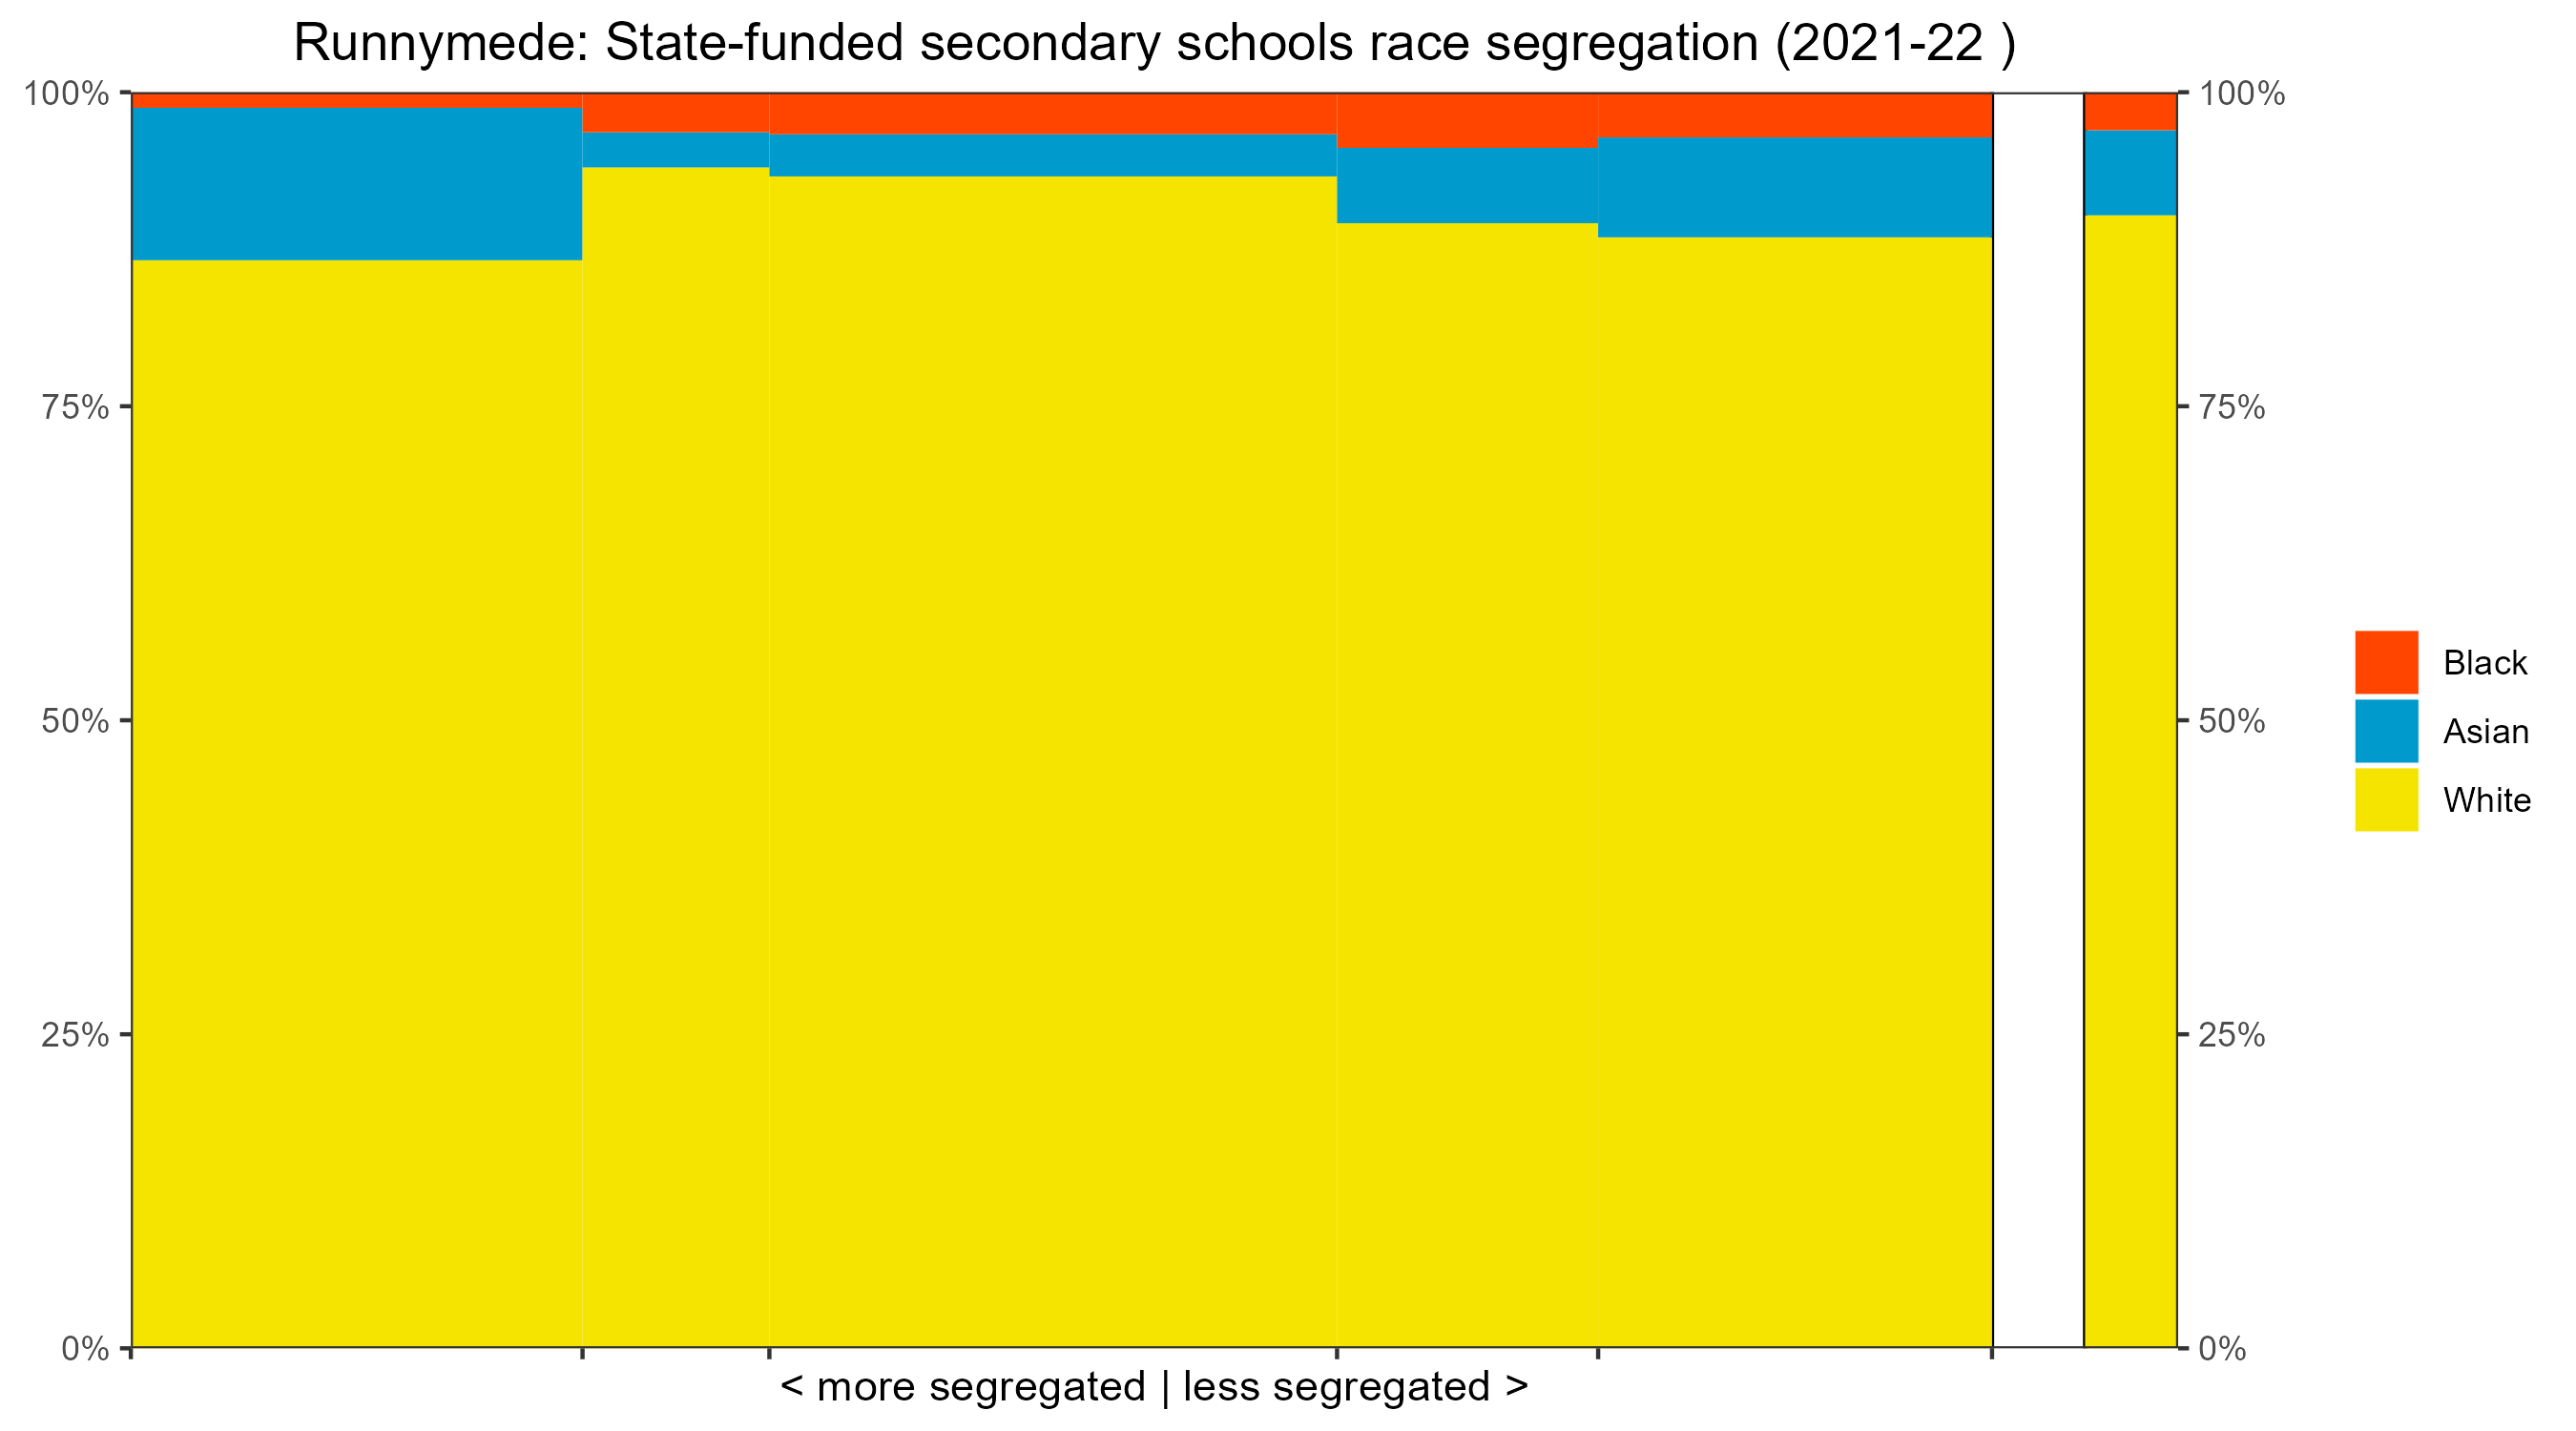 Runnymede: State-funded secondary schools race segregation (2021-22 )
100%
75%
50%
25%
0%
100%
75%
50%
25%
0%
Black
Asian
White
< more segregated | less segregated >